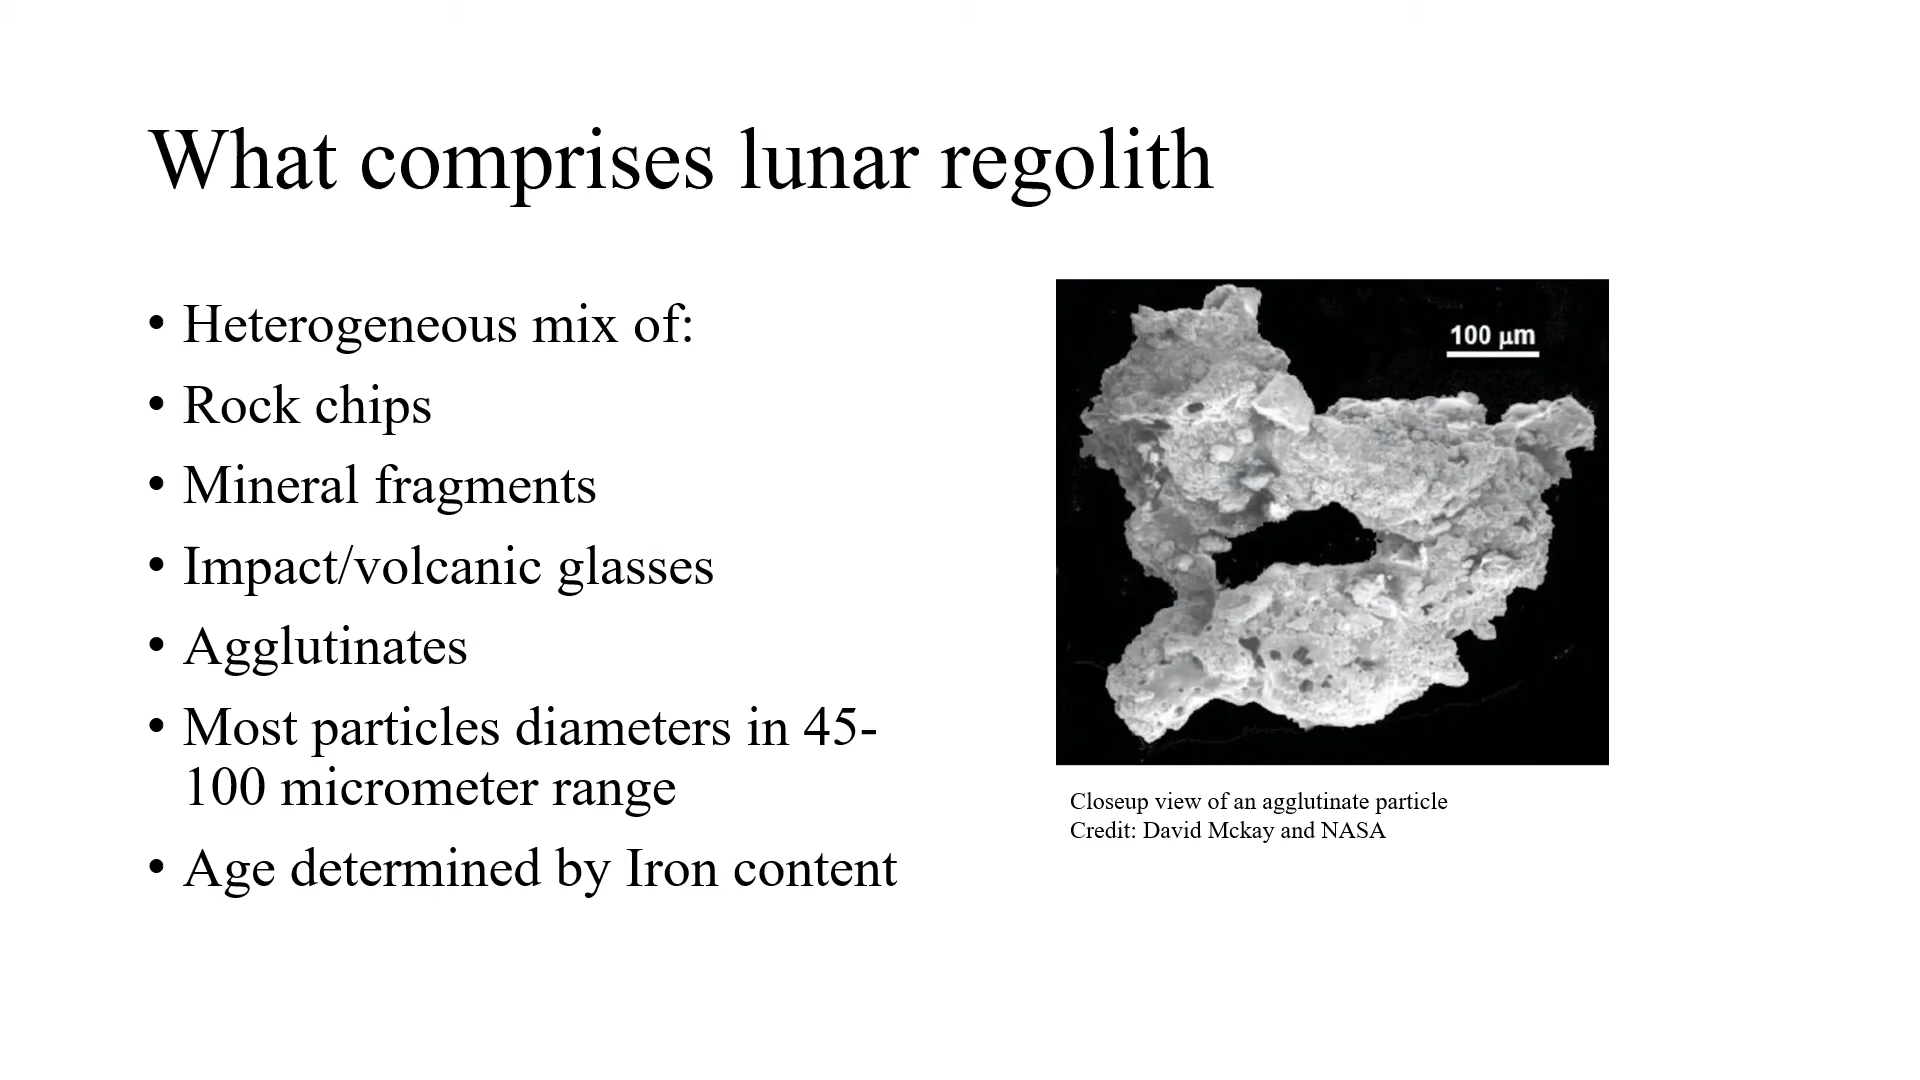 What comprises lunar regolith
• Heterogeneous mix of:
• Rock chips
• Mineral fragments
• Impact/volcanic glasses
• Agglutinates
• Most particles diameters in 45-
100 micrometer range
• Age determined by Iron content
100 μm
Closeup view of an agglutinate particle
Credit: David Mckay and NASA